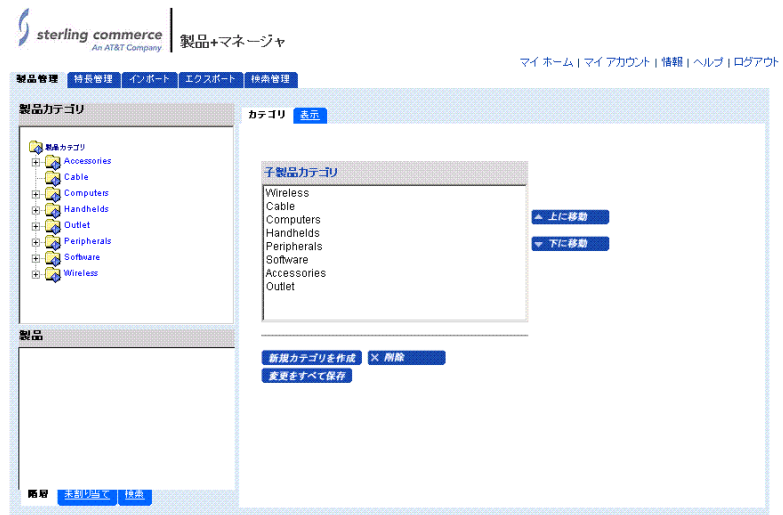 sterling commerce
An AT&T Company
製品+マネージャ
マイ ホーム | マイ アカウント | 情報 | ヘルプ | ログアウト
製品管理 特長管理 インポート エクスポート 検索管理
製品カテゴリ
製品カテゴリ
Accessories
Cable
Computers
Handhelds
Outlet
Peripherals
Software
Wireless
製品
階層 未割り当て 検索
カテゴリ 表示
子製品カテゴリ
Wireless
Cable
Computers
Handhelds
Peripherals
Software
Accessories
Outlet
上に移動
下に移動
新規カテゴリを作成 削除
変更をすべて保存